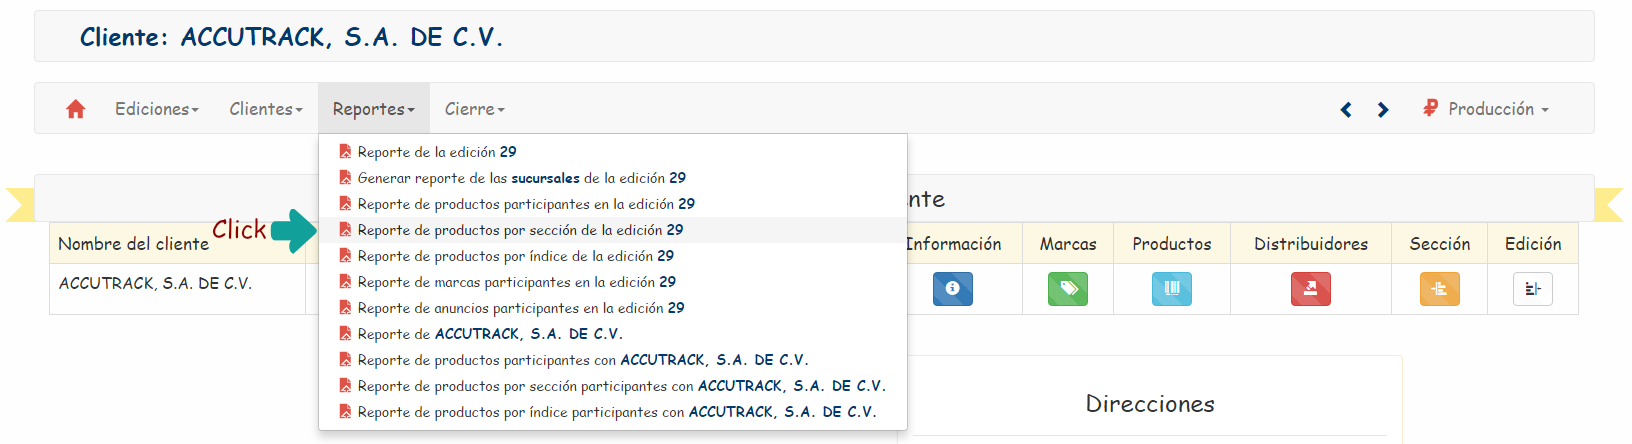 Cliente: ACCUTRACK, S.A. DE C.V.
Ediciones Clientes Reportes Cierre Producción
Reporte de la edición 29
Generar reporte de las sucursales de la edición 29
Reporte de productos participantes en la edición 29
Reporte de productos por sección de la edición 29
Reporte de productos por índice de la edición 29
Reporte de marcas participantes en la edición 29
Reporte de anuncios participantes en la edición 29
Reporte de ACCUTRACK, S.A. DE C.V.
Reporte de productos participantes con ACCUTRACK, S.A. DE C.V.
Reporte de productos por sección participantes con ACCUTRACK, S.A. DE C.V.
Reporte de productos por índice participantes con ACCUTRACK, S.A. DE C.V.
Click
Nombre del cliente Información Marcas Productos Distribuidores Sección Edición
ACCUTRACK, S.A. DE C.V.
Direcciones